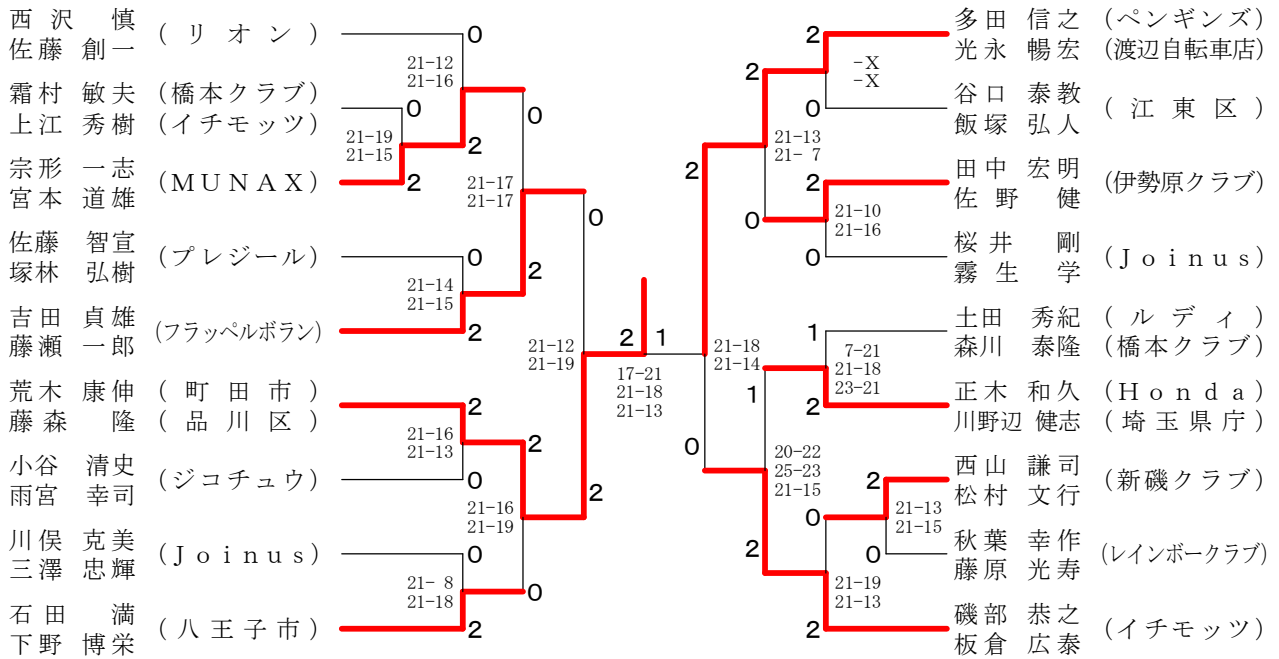 西沢 慎 (リオン)
佐藤 創一
0
21-12
21-16
霜村 敏夫 (橋本クラブ)
上江 秀樹 (イチモッツ)
0
2
0
21-19
21-15
宗形 一志 (MUNAX)
宮本 道雄
2
21-17
21-17
0
佐藤 智宣 (プレジール)
塚林 弘樹
0
2
21-14
21-15
吉田 貞雄 (フラッペルボラン)
藤瀬 一郎
2
21-12
21-19
荒木 康伸 (町田市)
藤森 隆 (品川区)
2
21-16
21-13
2
小谷 清史 (ジコチュウ)
雨宮 幸司
0
2
21-16
21-19
川俣 克美 (Joinus)
三澤 忠輝
0
21- 8
21-18
0
石田 満 (八王子市)
下野 博栄
2
2 1
17-21
21-18
21-13
多田 信之 (ペンギンズ)
光永 暢宏 (渡辺自転車店)
2
-X
-X
2
谷口 泰教 (江東区)
飯塚 弘人
0
21-13
21- 7
2
田中 宏明 (伊勢原クラブ)
佐野 健
2
0
21-10
21-16
桜井 剛 (Joinus)
霧生 学
0
土田 秀紀 (ルディ)
森川 泰隆 (橋本クラブ)
1
21-18
21-14
7-21
21-18
23-21
1
正木 和久 (Honda)
川野辺 健志 (埼玉県庁)
2
0
20-22
25-23
21-15
西山 謙司 (新磯クラブ)
松村 文行
2
21-13
21-15
0
秋葉 幸作 (レインボークラブ)
藤原 光寿
0
2
21-19
21-13
磯部 恭之 (イチモッツ)
板倉 広泰
2